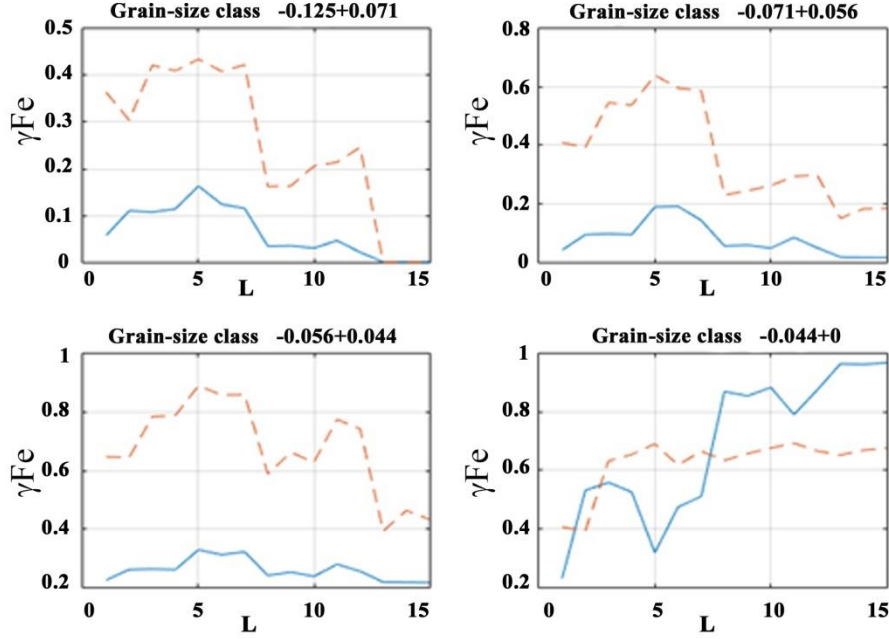 Grain-size class -0.125+0.071
0.5
0.4
0.3
0.2
0.1
0
γFe
0 5 10 15
L
Grain-size class -0.071+0.056
0.8
0.6
0.4
0.2
0
γFe
0 5 10 15
L
Grain-size class -0.056+0.044
1
0.8
0.6
0.4
0.2
γFe
0 5 10 15
L
Grain-size class -0.044+0
1
0.8
0.6
0.4
0.2
γFe
0 5 10 15
L